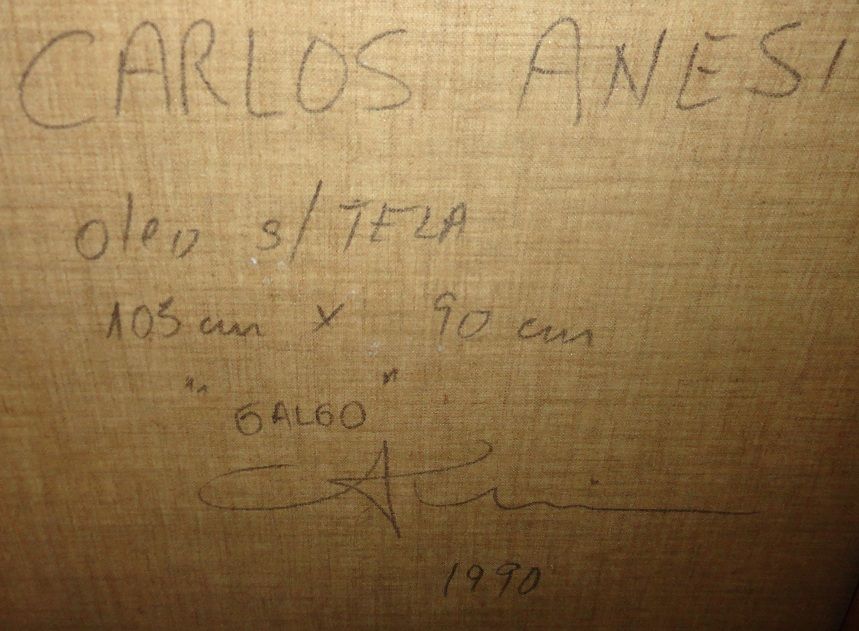 CARLOS ANESI
oleo s/TELA
105 cm x 90 cm
"GALGO"
1990